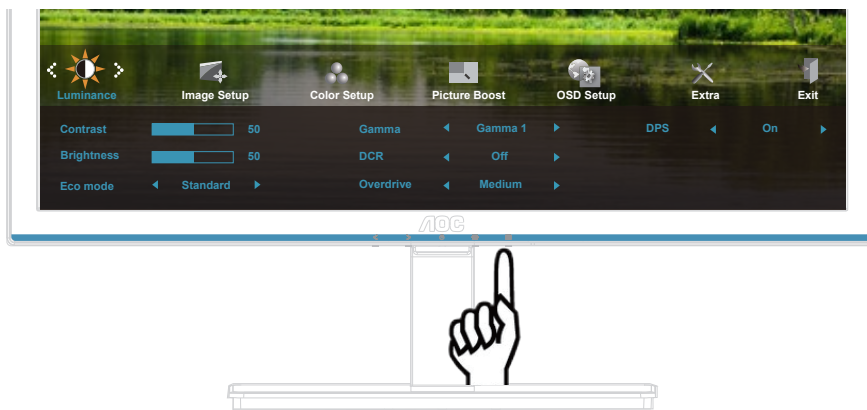 Luminance Image Setup Color Setup Picture Boost OSD Setup Extra Exit
Contrast 50 Gamma Gamma 1 DPS On
Brightness 50 DCR Off
Eco mode Standard Overdrive Medium
AOC